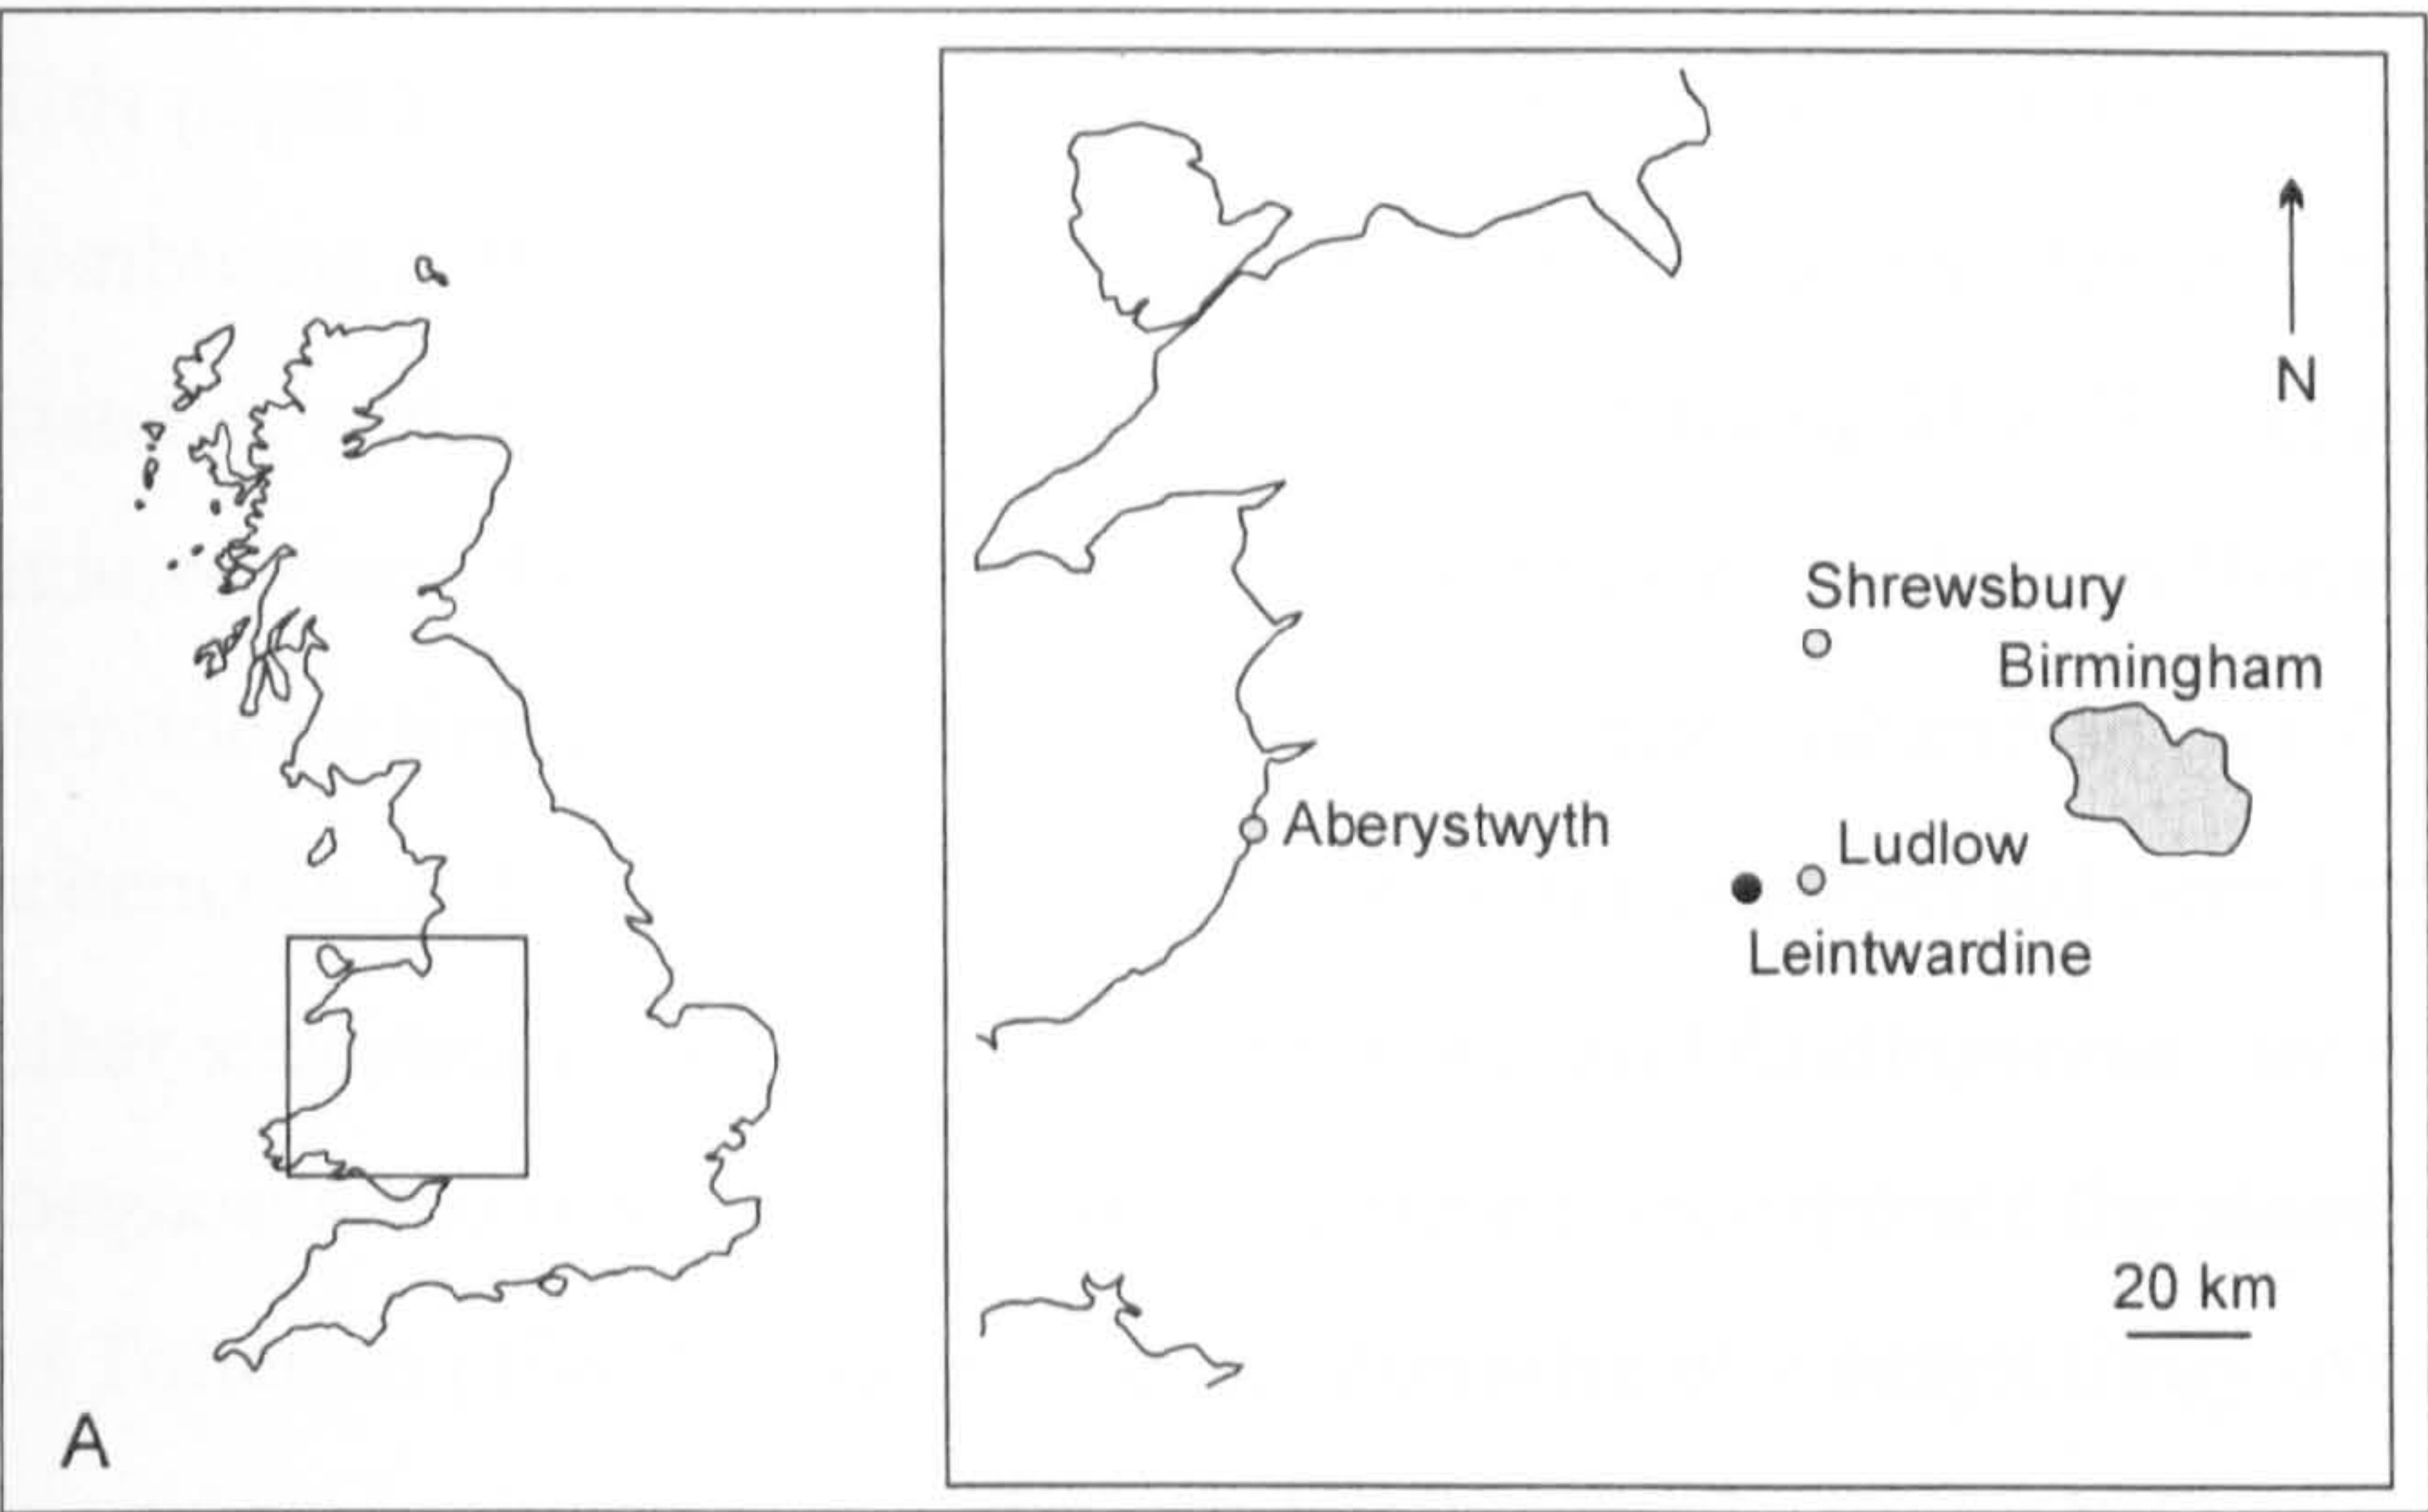 N
Shrewsbury
Birmingham
Aberystwyth
Ludlow
Leintwardine
20 km
A